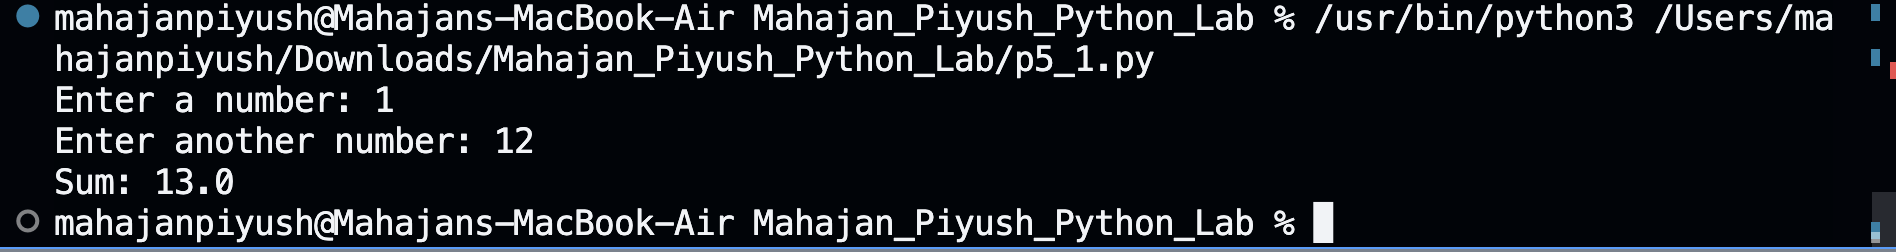 mahajanpiyush@Mahajans-MacBook-Air Mahajan_Piyush_Python_Lab % /usr/bin/python3 /Users/ma
hajanpiyush/Downloads/Mahajan_Piyush_Python_Lab/p5_1.py
Enter a number: 1
Enter another number: 12
Sum: 13.0
mahajanpiyush@Mahajans-MacBook-Air Mahajan_Piyush_Python_Lab %